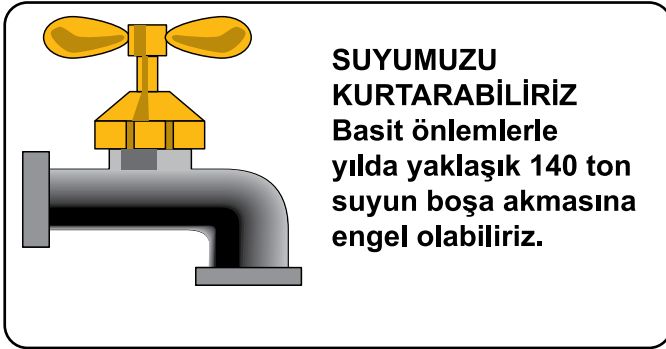 SUYUMUZU
KURTARABİLİRİZ
Basit önlemlerle
yılda yaklaşık 140 ton
suyun boşa akmasına
engel olabiliriz.